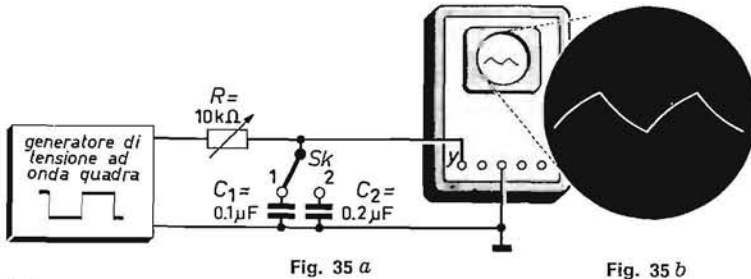 generatore di
tensione ad
onda quadra
R=
10kΩ
Sk
1
2
C₁=
0.1µF
C₂=
0.2µF
y
Fig. 35 a
Fig. 35 b